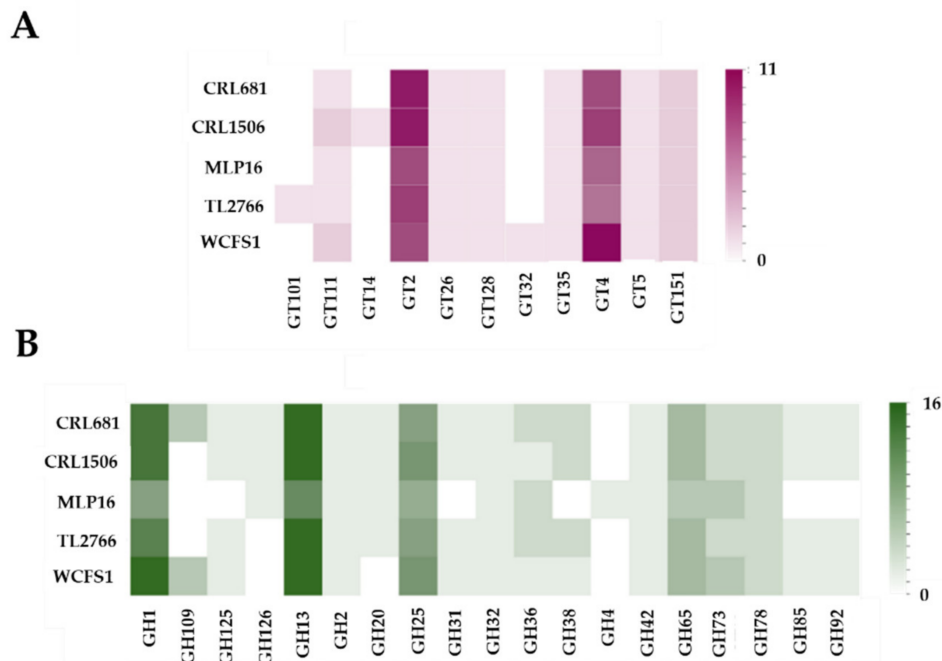 A
CRL681
CRL1506
MLP16
TL2766
WCFS1
11
0
GT101 GT111 GT14 GT2 GT26 GT128 GT32 GT35 GT4 GT5 GT151
B
CRL681
CRL1506
MLP16
TL2766
WCFS1
16
0
GH1 GH109 GH125 GH126 GH13 GH2 GH20 GH25 GH31 GH32 GH36 GH38 GH4 GH42 GH65 GH73 GH78 GH85 GH92